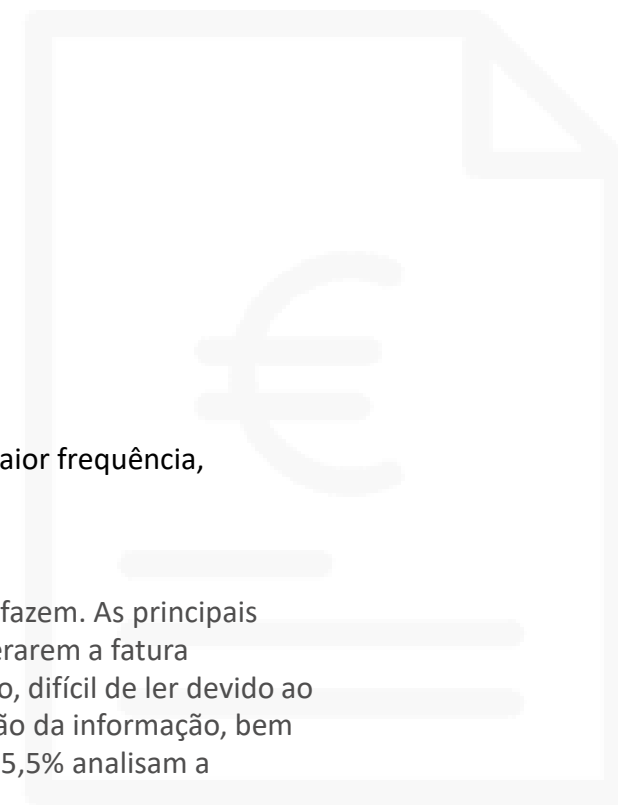 aior frequência,
fazem. As principais
erarem a fatura
o, difícil de ler devido ao
ão da informação, bem
5,5% analisam a